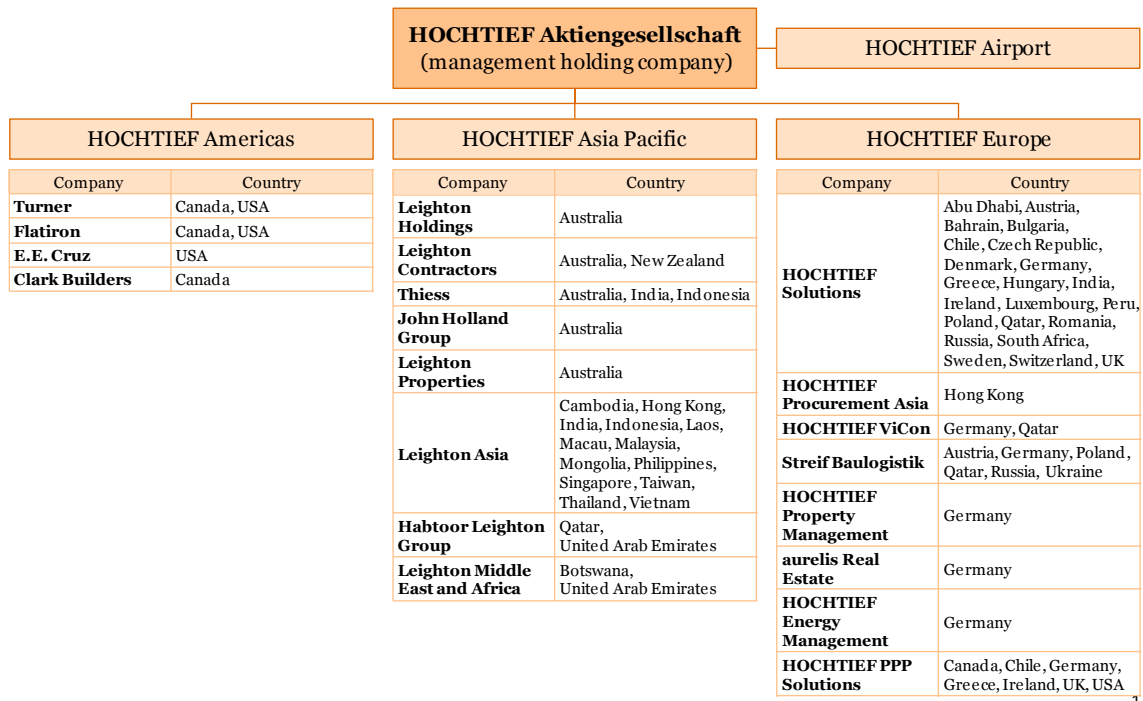 HOCHTIEF Aktiengesellschaft
(management holding company)
HOCHTIEF Airport
HOCHTIEF Americas
HOCHTIEF Asia Pacific
HOCHTIEF Europe
Company Country
Turner Canada, USA
Flatiron Canada, USA
E.E. Cruz USA
Clark Builders Canada
Company Country
Leighton
Holdings
Australia
Leighton
Contractors
Australia, New Zealand
Thiess Australia, India, Indonesia
John Holland
Group
Australia
Leighton
Properties
Australia
Leighton Asia
Cambodia, Hong Kong,
India, Indonesia, Laos,
Macau, Malaysia,
Mongolia, Philippines,
Singapore, Taiwan,
Thailand, Vietnam
Habtoor Leighton
Group
Qatar,
United Arab Emirates
Leighton Middle
East and Africa
Botswana,
United Arab Emirates
Company Country
HOCHTIEF
Solutions
Abu Dhabi, Austria,
Bahrain, Bulgaria,
Chile, Czech Republic,
Denmark, Germany,
Greece, Hungary, India,
Ireland, Luxembourg, Peru,
Poland, Qatar, Romania,
Russia, South Africa,
Sweden, Switzerland, UK
HOCHTIEF
Procurement Asia
Hong Kong
HOCHTIEF ViCon Germany, Qatar
Streif Baulogistik
Austria, Germany, Poland,
Qatar, Russia, Ukraine
HOCHTIEF
Property
Management
Germany
aurelis Real
Estate
Germany
HOCHTIEF
Energy
Management
Germany
HOCHTIEF PPP
Solutions
Canada, Chile, Germany,
Greece, Ireland, UK, USA